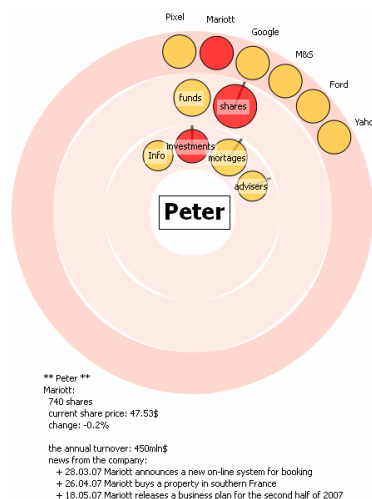 Pixel
Mariott
Google
M&S
Ford
Yaho
funds
shares
Info
investments
mortages
advisers
Peter
** Peter **
Mariott:
740 shares
current share price: 47.53$
change: -0.2%
the annual turnover: 450mln$
news from the company:
+ 28.03.07 Mariott announces a new on-line system for booking
+ 26.04.07 Mariott buys a property in southern France
+ 18.05.07 Mariott releases a business plan for the second half of 2007